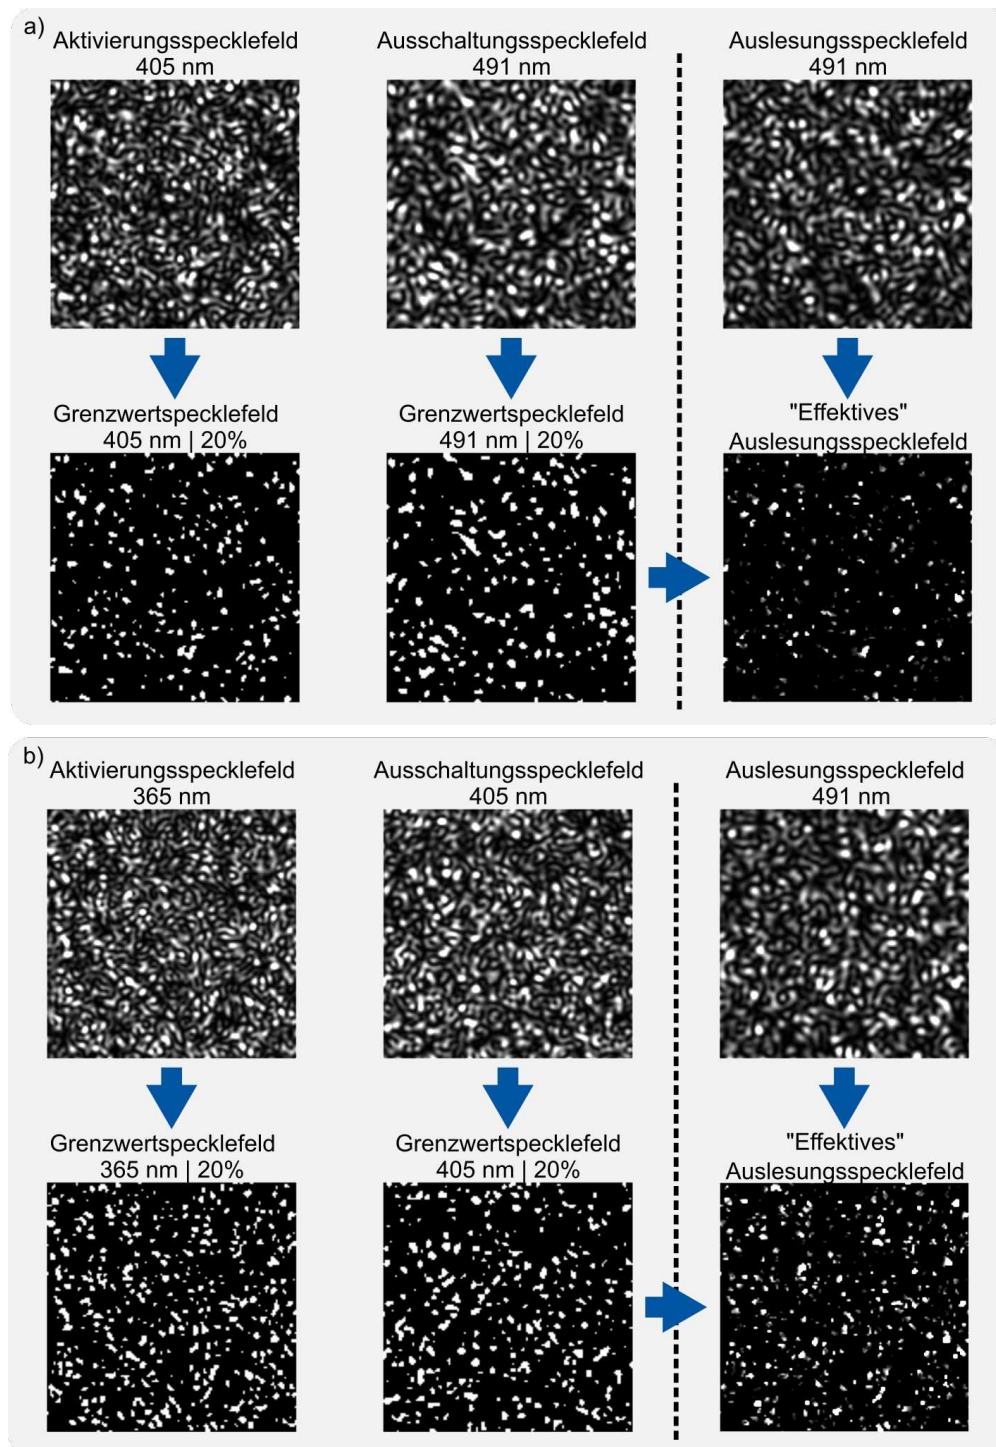 a)
Aktivierungsspecklefeld
405 nm
Ausschaltungsspecklefeld
491 nm
Auslesungsspecklefeld
491 nm
Grenzwertspecklefeld
405 nm | 20%
Grenzwertspecklefeld
491 nm | 20%
"Effektives"
Auslesungsspecklefeld
b)
Aktivierungsspecklefeld
365 nm
Ausschaltungsspecklefeld
405 nm
Auslesungsspecklefeld
491 nm
Grenzwertspecklefeld
365 nm | 20%
Grenzwertspecklefeld
405 nm | 20%
"Effektives"
Auslesungsspecklefeld